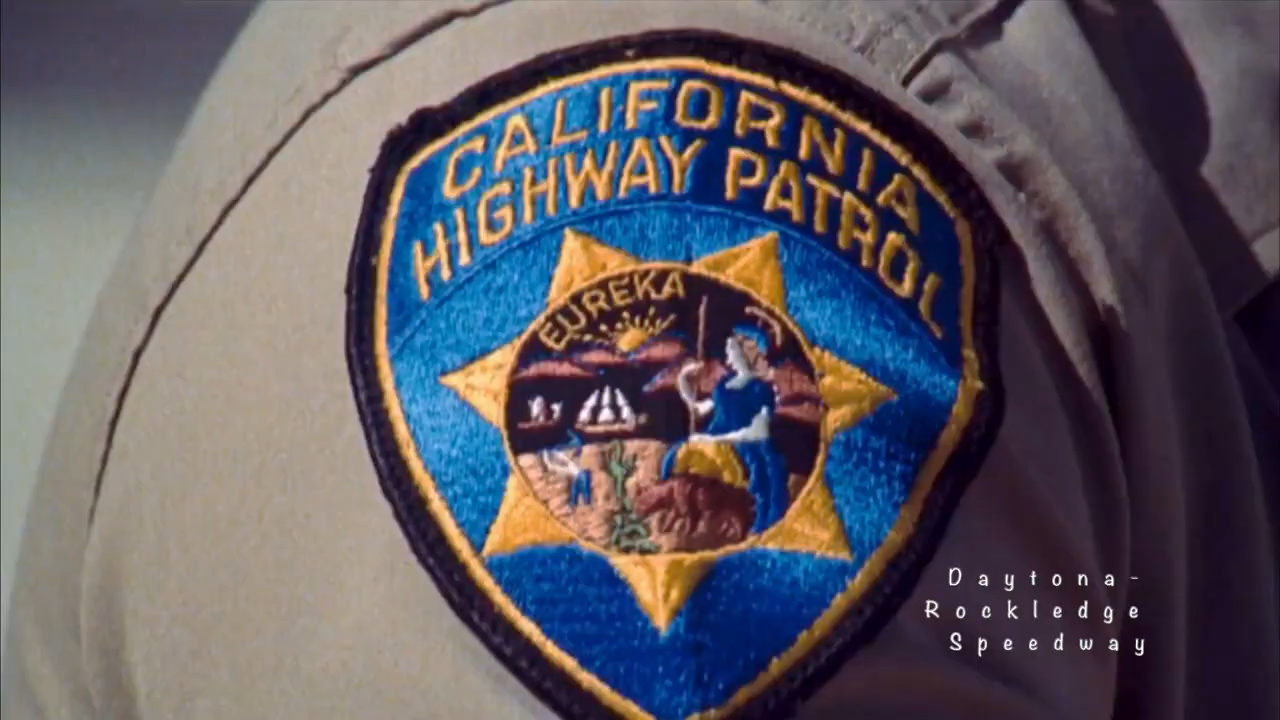 CALIFORNIA
HIGHWAY PATROL
EUREKA
Daytona-
Rockledge
Speedway